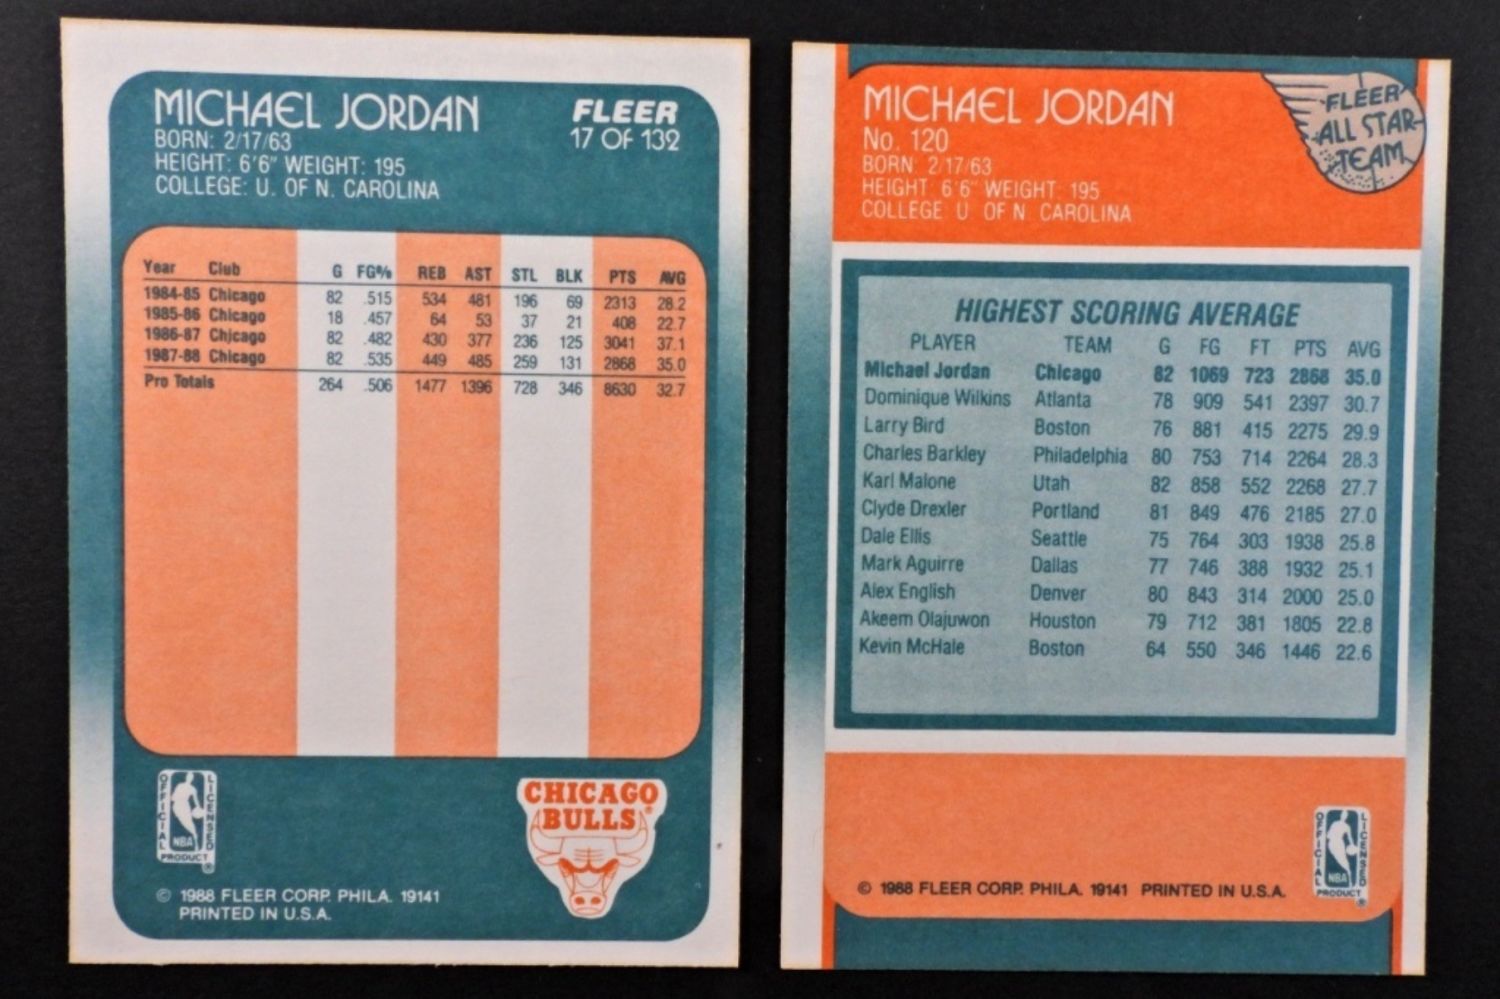 MICHAEL JORDAN
BORN: 2/17/63
HEIGHT: 6'6" WEIGHT: 195
COLLEGE: U. OF N. CAROLINA
FLEER
17 OF 132
Year Club G FG% REB AST STL BLK PTS AVG
1984-85 Chicago 82 .515 534 481 196 69 2313 28.2
1985-86 Chicago 18 .457 64 53 37 21 408 22.7
1986-87 Chicago 82 .482 430 377 236 125 3041 37.1
1987-88 Chicago 82 .535 449 485 259 131 2868 35.0
Pro Totals 264 .506 1477 1396 728 346 8630 32.7
OFFICIAL
LICENSED
NBA
PRODUCT ®
CHICAGO
BULLS ®
© 1988 FLEER CORP. PHILA. 19141
PRINTED IN U.S.A.
MICHAEL JORDAN
No. 120
BORN: 2/17/63
HEIGHT: 6'6" WEIGHT: 195
COLLEGE: U. OF N. CAROLINA
FLEER
ALL STAR
TEAM
HIGHEST SCORING AVERAGE
PLAYER TEAM G FG FT PTS AVG
Michael Jordan Chicago 82 1069 723 2868 35.0
Dominique Wilkins Atlanta 78 909 541 2397 30.7
Larry Bird Boston 76 881 415 2275 29.9
Charles Barkley Philadelphia 80 753 714 2264 28.3
Karl Malone Utah 82 858 552 2268 27.7
Clyde Drexler Portland 81 849 476 2185 27.0
Dale Ellis Seattle 75 764 303 1938 25.8
Mark Aguirre Dallas 77 746 388 1932 25.1
Alex English Denver 80 843 314 2000 25.0
Akeem Olajuwon Houston 79 712 381 1805 22.8
Kevin McHale Boston 64 550 346 1446 22.6
© 1988 FLEER CORP. PHILA. 19141 PRINTED IN U.S.A.
OFFICIAL
LICENSED
NBA
PRODUCT ®